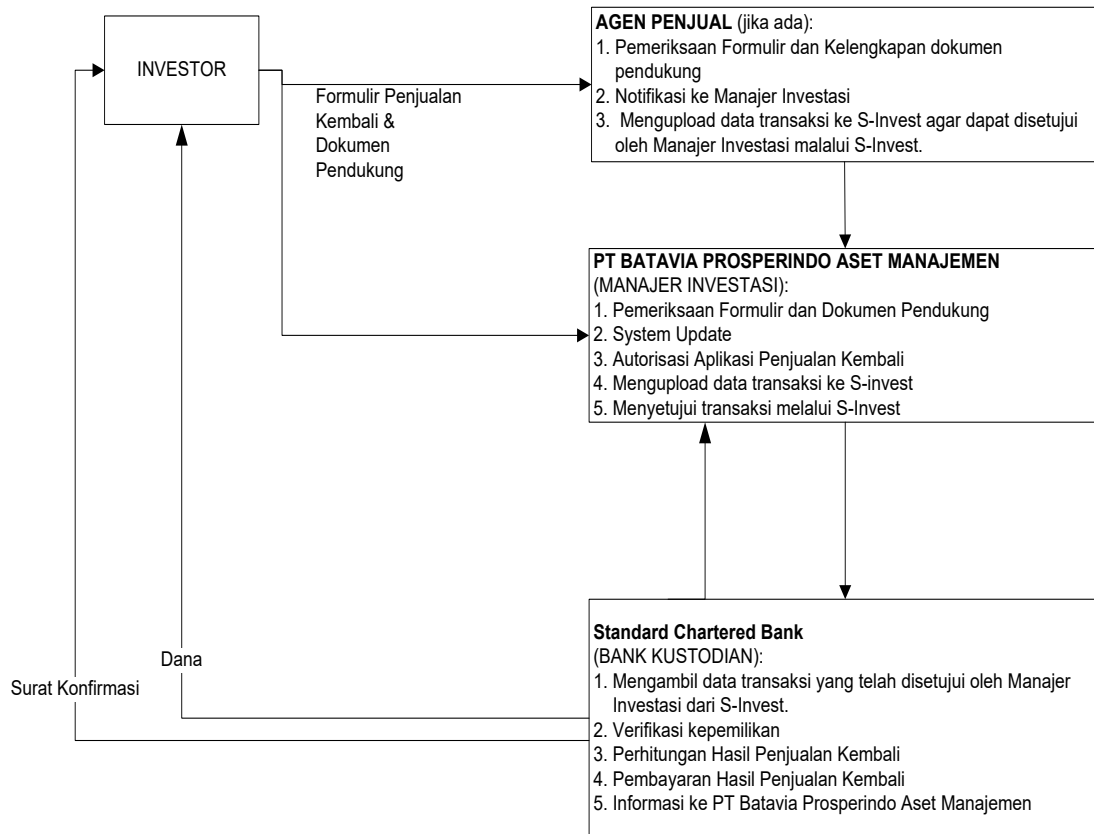 INVESTOR
Formulir Penjualan
Kembali &
Dokumen
Pendukung
AGEN PENJUAL (jika ada):
1. Pemeriksaan Formulir dan Kelengkapan dokumen
pendukung
2. Notifikasi ke Manajer Investasi
3. Mengupload data transaksi ke S-Invest agar dapat disetujui
oleh Manajer Investasi malalui S-Invest.
PT BATAVIA PROSPERINDO ASET MANAJEMEN
(MANAJER INVESTASI):
1. Pemeriksaan Formulir dan Dokumen Pendukung
2. System Update
3. Autorisasi Aplikasi Penjualan Kembali
4. Mengupload data transaksi ke S-invest
5. Menyetujui transaksi melalui S-Invest
Standard Chartered Bank
(BANK KUSTODIAN):
1. Mengambil data transaksi yang telah disetujui oleh Manajer
Investasi dari S-Invest.
2. Verifikasi kepemilikan
3. Perhitungan Hasil Penjualan Kembali
4. Pembayaran Hasil Penjualan Kembali
5. Informasi ke PT Batavia Prosperindo Aset Manajemen
Dana
Surat Konfirmasi